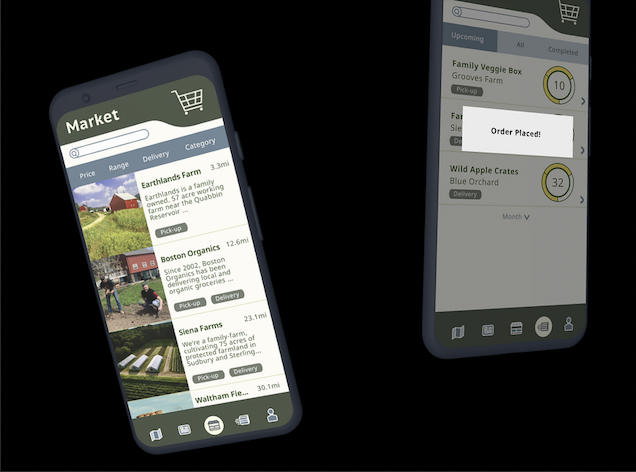 Market
Price Range Delivery Category
Earthlands Farm 3.3mi
Earthlands is a family
owned, 57 acre working
farm near the Quabbin
Reservoir ...
Pick-up
Boston Organics 12.6mi
Since 2002, Boston
Organics has been
delivering local and
organic groceries ...
Pick-up Delivery
Siena Farms 23.1mi
We're a family-farm,
cultivating 75 acres of
protected farmland in
Sudbury and Sterling...
Pick-up Delivery
Waltham Fie... 30.1mi
Upcoming All Completed
Family Veggie Box
Grooves Farm
10
Pick-up
Order Placed!
Wild Apple Crates
Blue Orchard
32
Delivery
Month